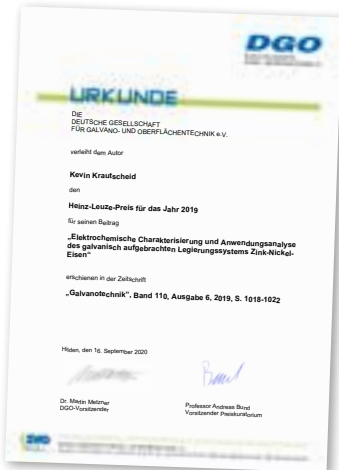 DGO
URKUNDE
DIE
DEUTSCHE GESELLSCHAFT
FÜR GALVANO- UND OBERFLÄCHENTECHNIK e.V.
verleiht dem Autor
Kevin Krautscheid
den
Heinz-Leuze-Preis für das Jahr 2019
für seinen Beitrag
„Elektrochemische Charakterisierung und Anwendungsanalyse
des galvanisch aufgebrachten Legierungssystems Zink-Nickel-
Eisen"
erschienen in der Zeitschrift
„Galvanotechnik", Band 110, Ausgabe 6, 2019, S. 1018-1022
Hilden, den 16. September 2020
Dr. Martin Metzner
DGO-Vorsitzender
Professor Andreas Bund
Vorsitzender Preiskuratorium